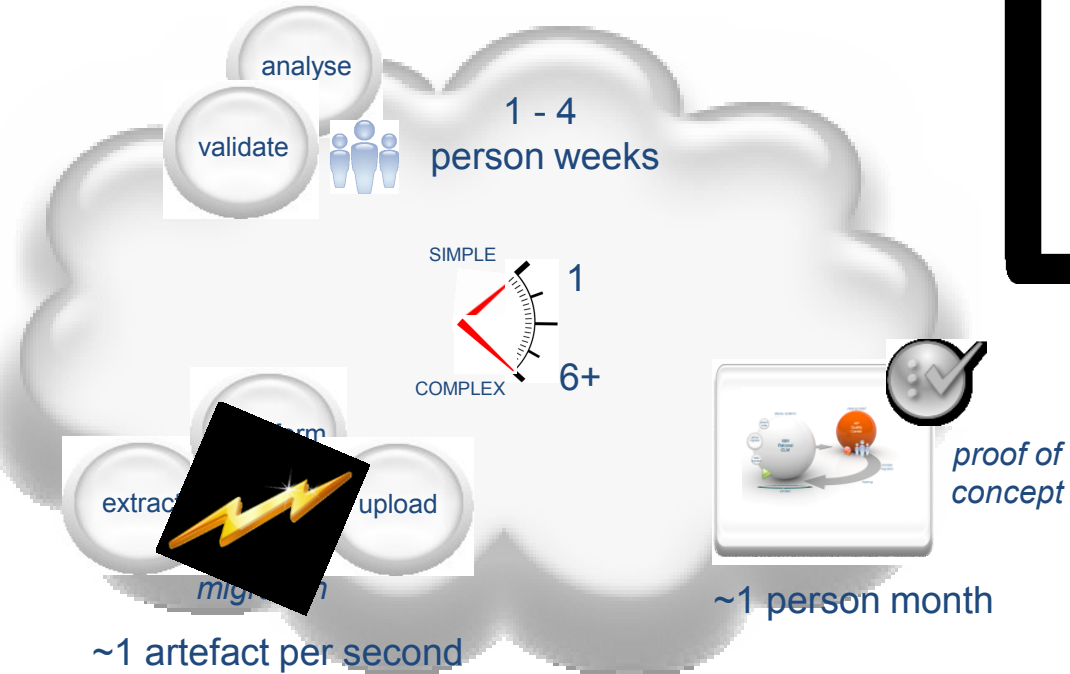 analyse
validate
1 - 4
person weeks
SIMPLE
1
6+
COMPLEX
extract
upload
proof of
concept
~1 person month
~1 artefact per second